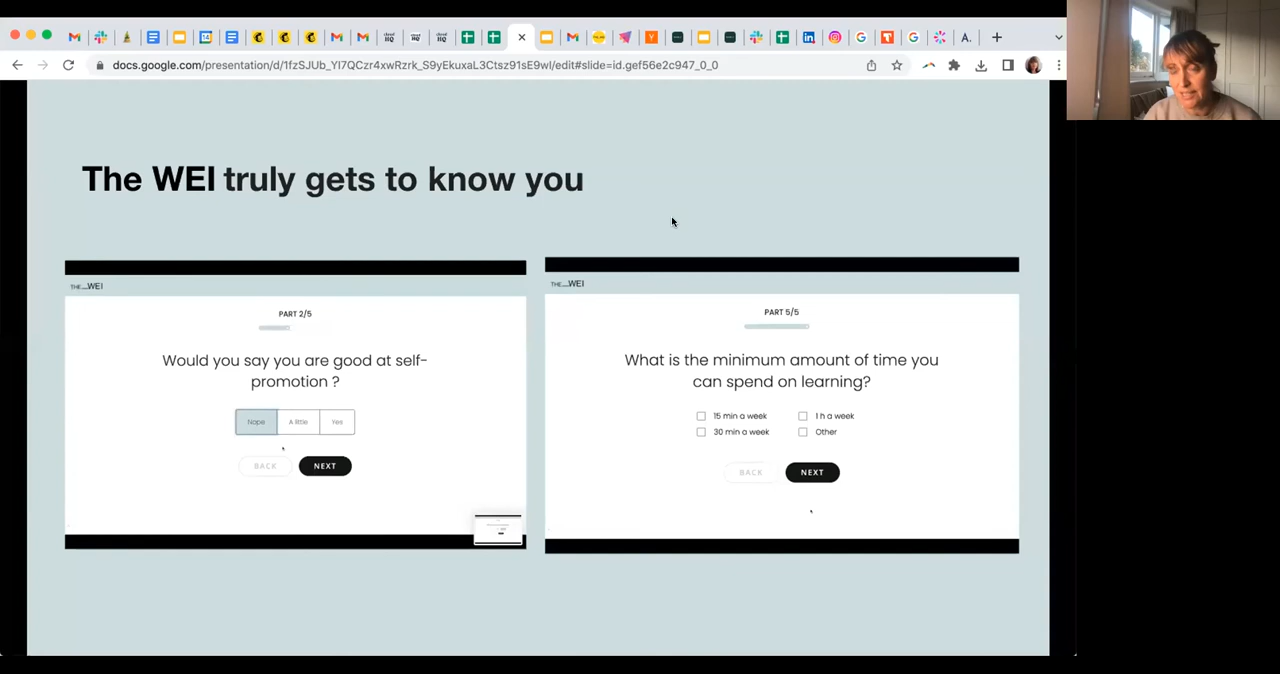 docs.google.com/presentation/d/1fzSJUb_Yl7QCzr4xwRzrk_S9yEkuxaL3Ctsz91sE9wI/edit#slide=id.gef56e2c947_0_0
The WEI truly gets to know you
THE WEI
PART 2/5
Would you say you are good at self-
promotion ?
Nope A little Yes
BACK NEXT
THE WEI
PART 5/5
What is the minimum amount of time you
can spend on learning?
15 min a week 1 h a week
30 min a week Other
BACK NEXT